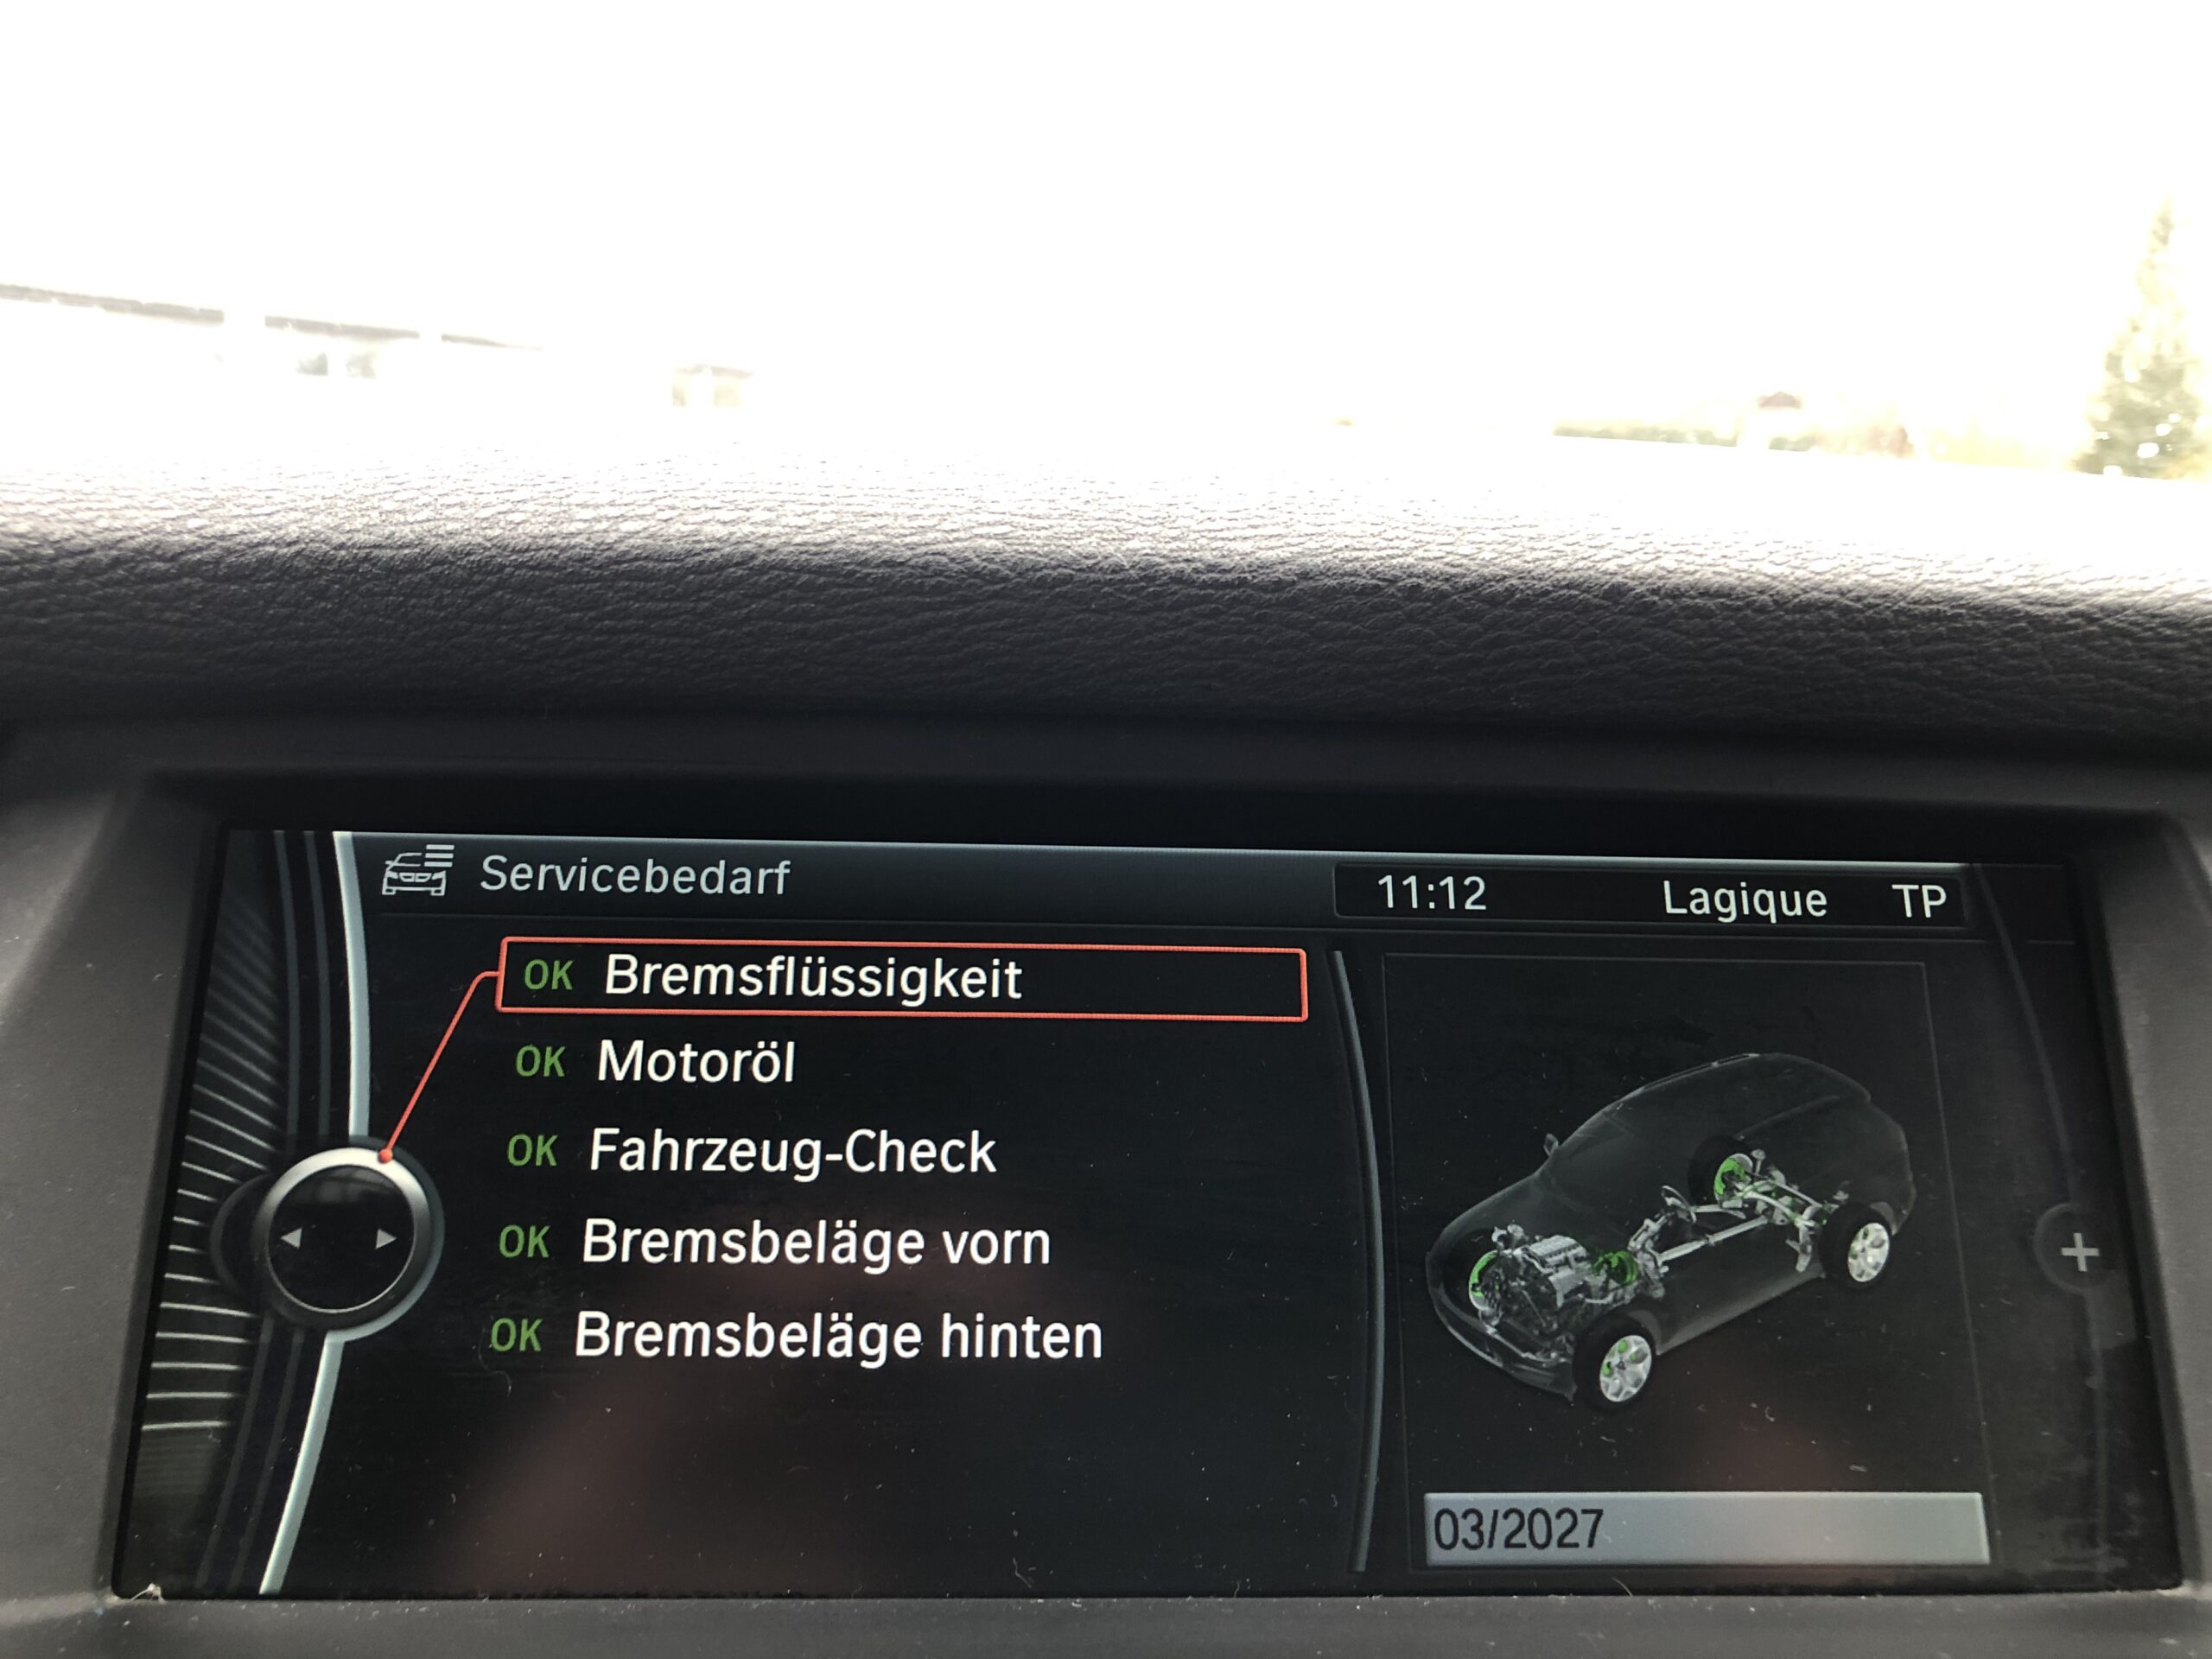 Servicebedarf
11:12 Lagique TP
OK Bremsflüssigkeit
OK Motoröl
OK Fahrzeug-Check
OK Bremsbeläge vorn
OK Bremsbeläge hinten
+
03/2027